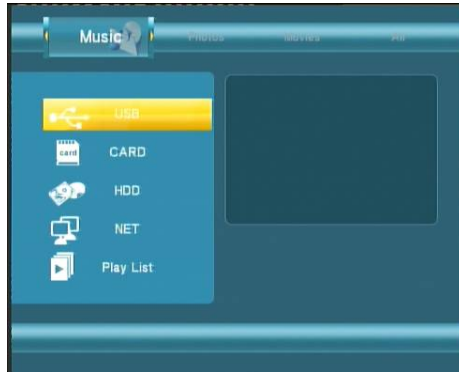 Music Photos Movies All
USB
card CARD
HDD
NET
Play List